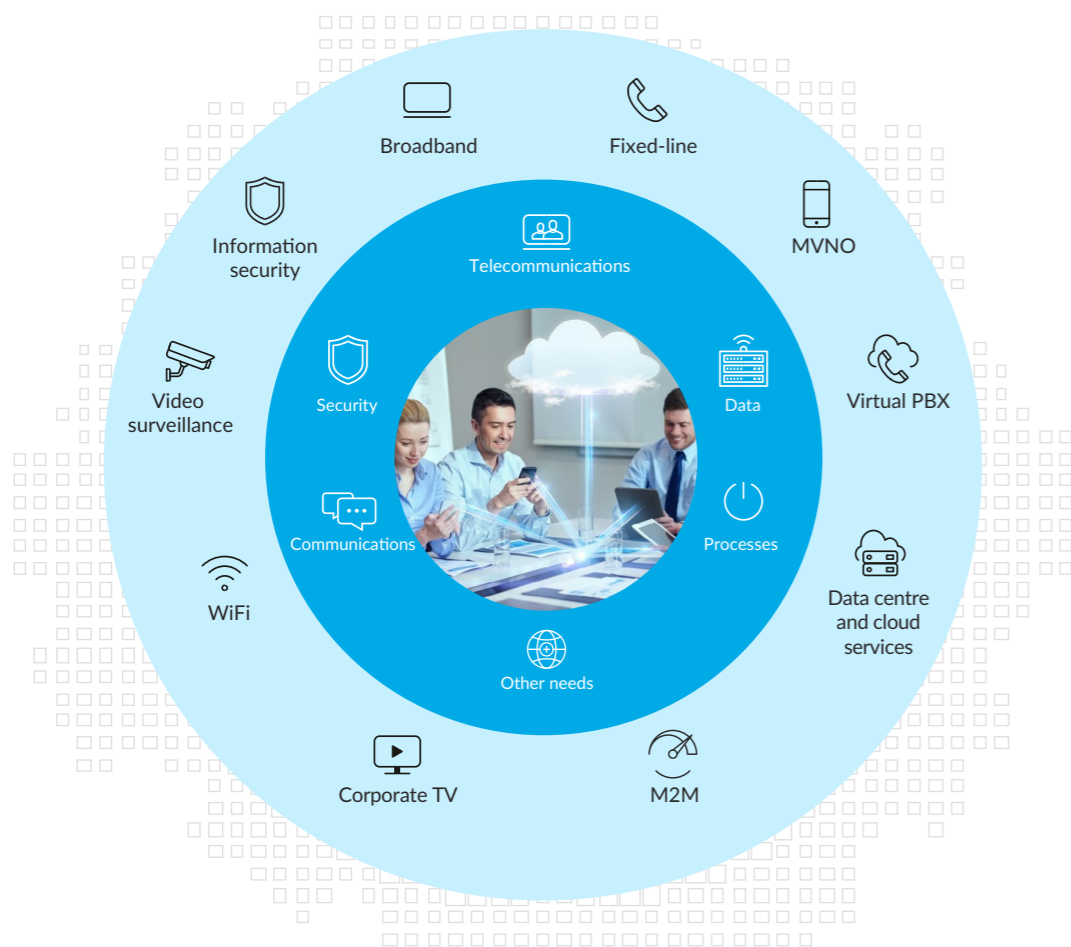 Broadband
Fixed-line
MVNO
Information
security
Telecommunications
Video
surveillance
Security
Data
Virtual PBX
Communications
Processes
WiFi
Data centre
and cloud
services
Other needs
Corporate TV
M2M